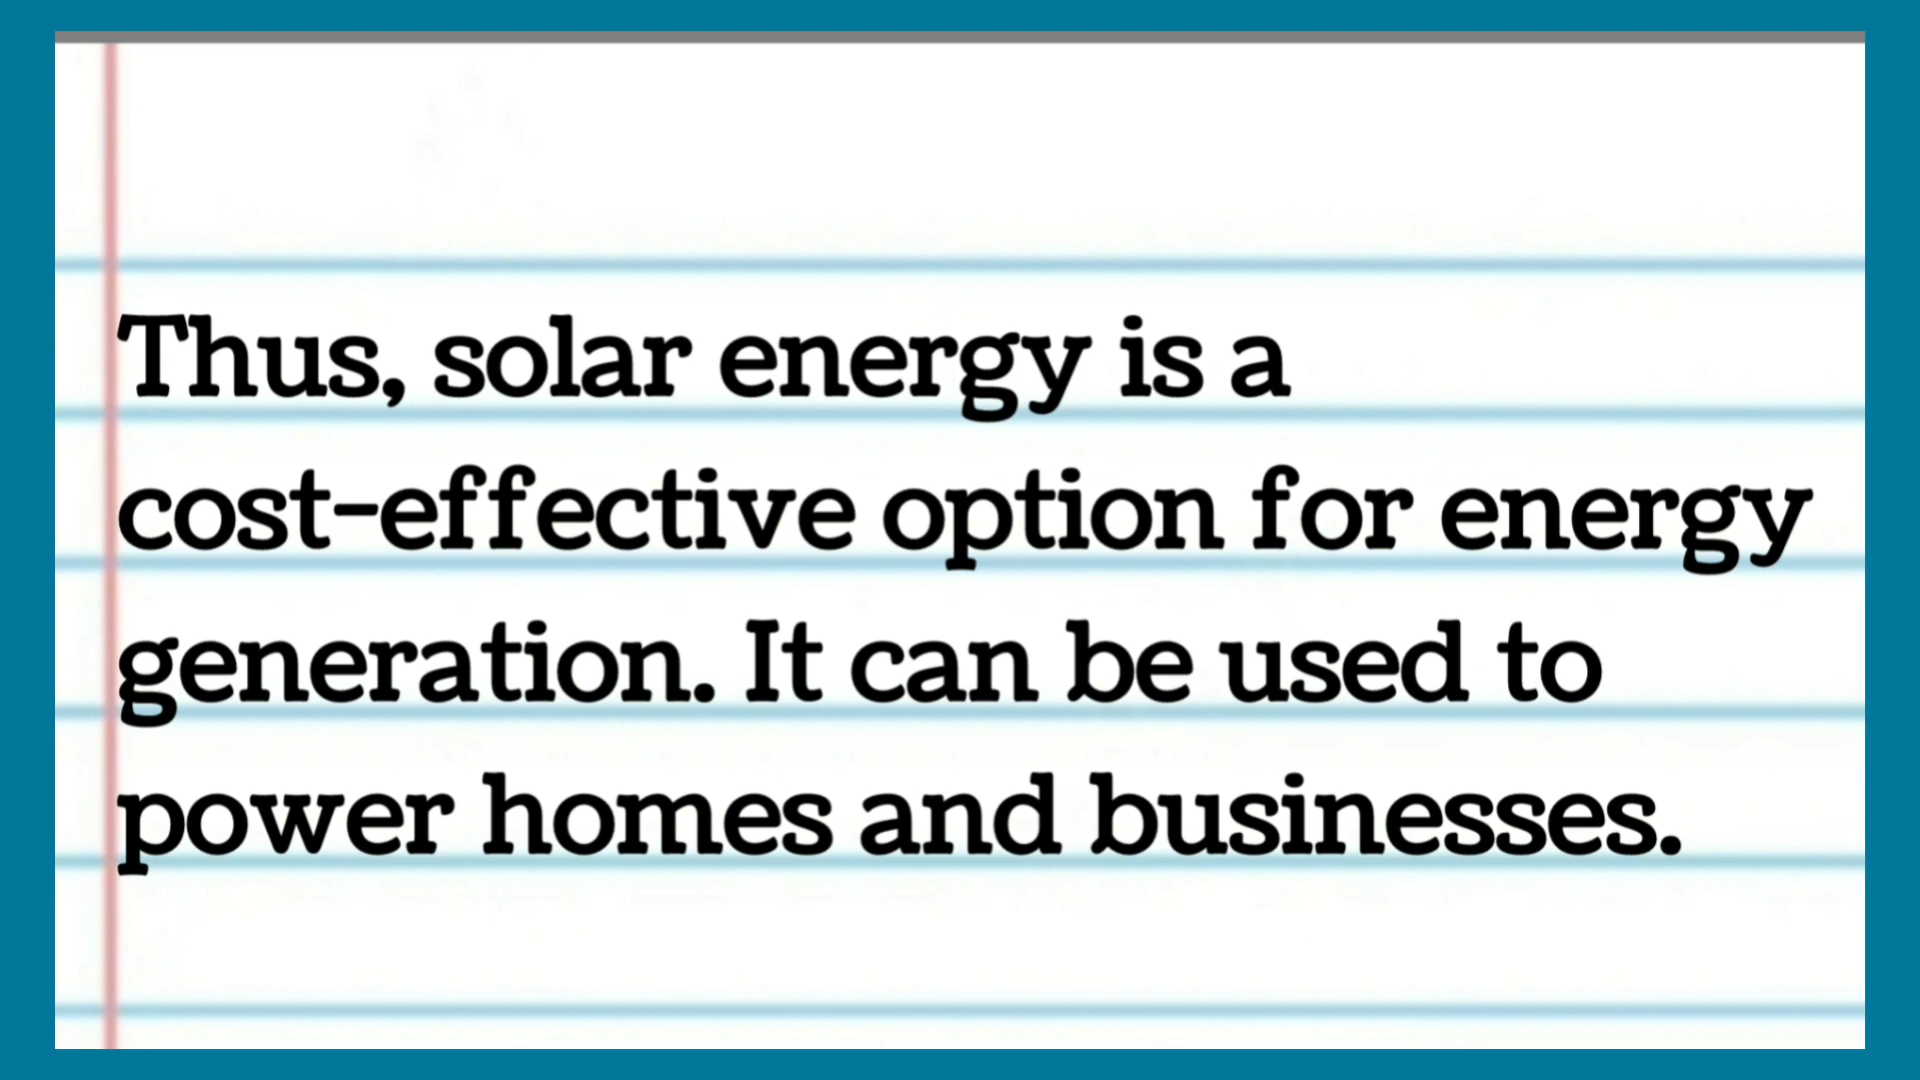 Thus, solar energy is a
cost-effective option for energy
generation. It can be used to
power homes and businesses.